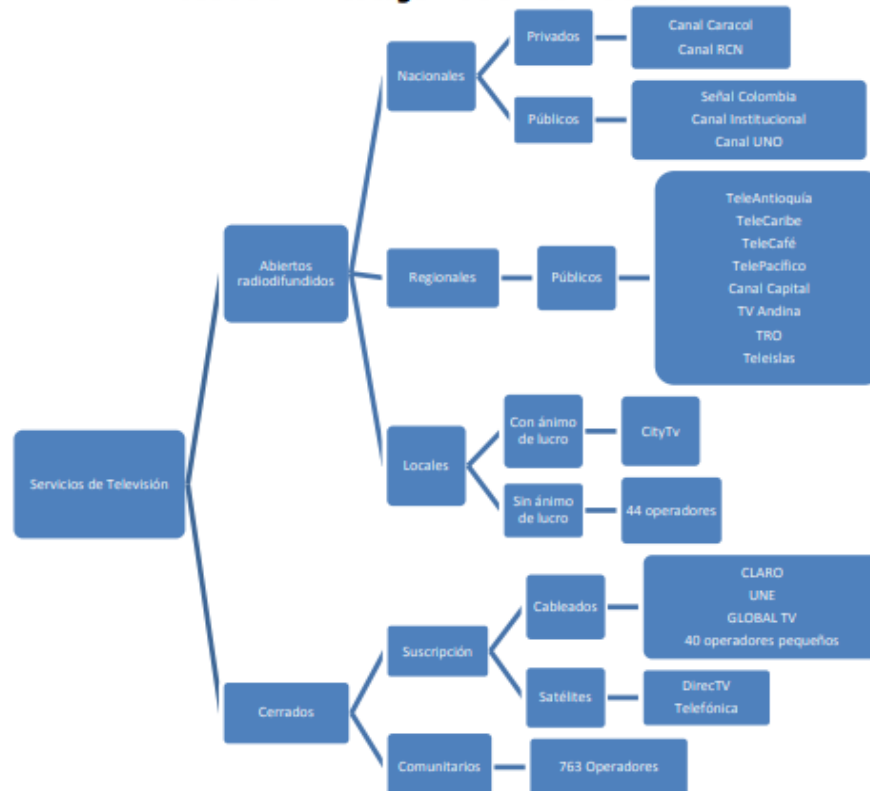 Servicios de Televisión
Abiertos
radiodifundidos
Nacionales
Privados
Canal Caracol
Canal RCN
Públicos
Señal Colombia
Canal Institucional
Canal UNO
Regionales
Públicos
TeleAntioquía
TeleCaribe
TeleCafé
TelePacífico
Canal Capital
TV Andina
TRO
Teleislas
Locales
Con ánimo
de lucro
CityTv
Sin ánimo
de lucro
44 operadores
Cerrados
Suscripción
Cableados
CLARO
UNE
GLOBAL TV
40 operadores pequeños
Satélites
DirecTV
Telefónica
Comunitarios
763 Operadores